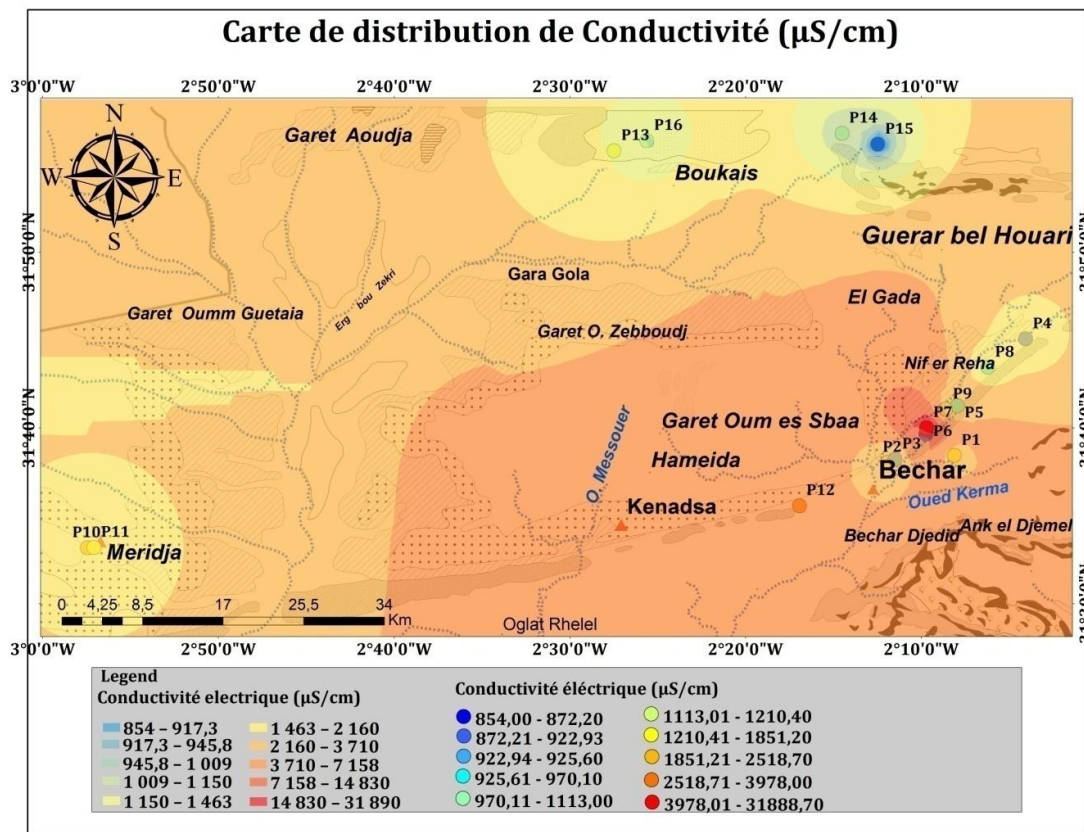 Carte de distribution de Conductivité (µS/cm)
3°0'0"W 2°50'0"W 2°40'0"W 2°30'0"W 2°20'0"W 2°10'0"W
N
W E
S
Garet Aoudja
P13 P16
P14
P15
Boukais
Guerar bel Houari
31°50'0"N 31°50'0"N
Gara Gola
El Gada
Erg bou Zekri
Garet Oumm Guetaia
Garet O. Zebboudj
P4
Nif er Reha
P8
P9
P7 P5
P6
31°40'0"N 31°40'0"N
Garet Oum es Sbaa
P2 P3 P1
O. Messouer
Hameida
Bechar
P12
Oued Kerma
Kenadsa
Ank el Djemel
Bechar Djedid
P10P11
Meridja
0 4,25 8,5 17 25,5 34
Km
Oglat Rhelel
3°0'0"W 2°50'0"W 2°40'0"W 2°30'0"W 2°20'0"W 2°10'0"W
Legend
Conductivité electrique (µS/cm)
854 – 917,3
917,3 – 945,8
945,8 – 1 009
1 009 – 1 150
1 150 – 1 463
1 463 – 2 160
2 160 – 3 710
3 710 – 7 158
7 158 – 14 830
14 830 – 31 890
Conductivité éléctrique (µS/cm)
854,00 - 872,20
872,21 - 922,93
922,94 - 925,60
925,61 - 970,10
970,11 - 1113,00
1113,01 - 1210,40
1210,41 - 1851,20
1851,21 - 2518,70
2518,71 - 3978,00
3978,01 - 31888,70